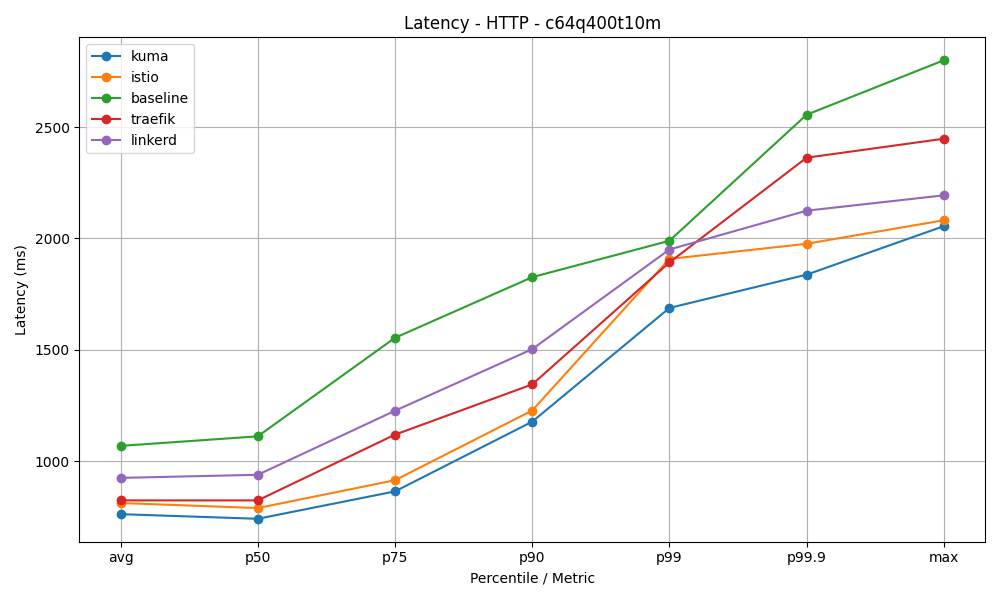 Latency - HTTP - c64q400t10m
kuma
istio
baseline
traefik
linkerd
Latency (ms)
2500
2000
1500
1000
avg p50 p75 p90 p99 p99.9 max
Percentile / Metric